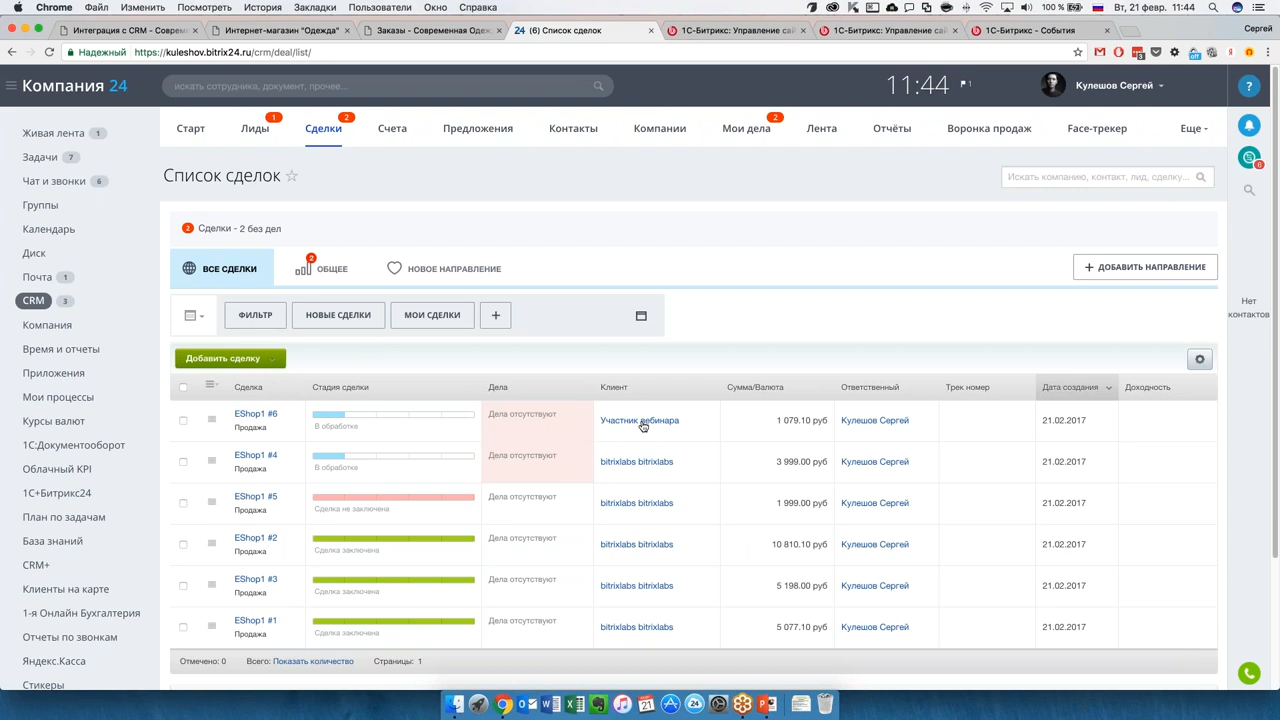 Chrome Файл Изменить Посмотреть История Закладки Пользователи Окно Справка 100 % Вт, 21 февр. 11:44
Интеграция с CRM - Соврем Интернет-магазин "Одежда" Заказы - Современная Одеж 24 (6) Список сделок 1С-Битрикс: Управление сай 1С-Битрикс: Управление сай 1С-Битрикс - События Сергей
Надежный https://kuleshov.bitrix24.ru/crm/deal/list/
Компания 24 искать сотрудника, документ, прочее... 11:44 1 Кулешов Сергей ?
Живая лента 1
Задачи 7
Чат и звонки 6
Группы
Календарь
Диск
Почта 1
CRM 3
Компания
Время и отчеты
Приложения
Мои процессы
Курсы валют
1С:Документооборот
Облачный KPI
1С+Битрикс24
План по задачам
База знаний
CRM+
Клиенты на карте
1-я Онлайн Бухгалтерия
Отчеты по звонкам
Яндекс.Касса
Стикеры
Старт Лиды 1 Сделки 2 Счета Предложения Контакты Компании Мои дела 2 Лента Отчёты Воронка продаж Face-трекер Еще
Список сделок Искать компанию, контакт, лид, сделку...
2 Сделки - 2 без дел
ВСЕ СДЕЛКИ 2 ОБЩЕЕ НОВОЕ НАПРАВЛЕНИЕ + ДОБАВИТЬ НАПРАВЛЕНИЕ
ФИЛЬТР НОВЫЕ СДЕЛКИ МОИ СДЕЛКИ +
Добавить сделку
Сделка Стадия сделки Дела Клиент Сумма/Валюта Ответственный Трек номер Дата создания Доходность
EShop1 #6 Дела отсутствуют Участник вебинара 1 079.10 руб Кулешов Сергей 21.02.2017
Продажа В обработке
EShop1 #4 Дела отсутствуют bitrixlabs bitrixlabs 3 999.00 руб Кулешов Сергей 21.02.2017
Продажа В обработке
EShop1 #5 Дела отсутствуют bitrixlabs bitrixlabs 1 999.00 руб Кулешов Сергей 21.02.2017
Продажа Сделка не заключена
EShop1 #2 Дела отсутствуют bitrixlabs bitrixlabs 10 810.10 руб Кулешов Сергей 21.02.2017
Продажа Сделка заключена
EShop1 #3 Дела отсутствуют bitrixlabs bitrixlabs 5 198.00 руб Кулешов Сергей 21.02.2017
Продажа Сделка заключена
EShop1 #1 Дела отсутствуют bitrixlabs bitrixlabs 5 077.10 руб Кулешов Сергей 21.02.2017
Продажа Сделка заключена
Отмечено: 0 Всего: Показать количество Страницы: 1
6
Нет
контактов